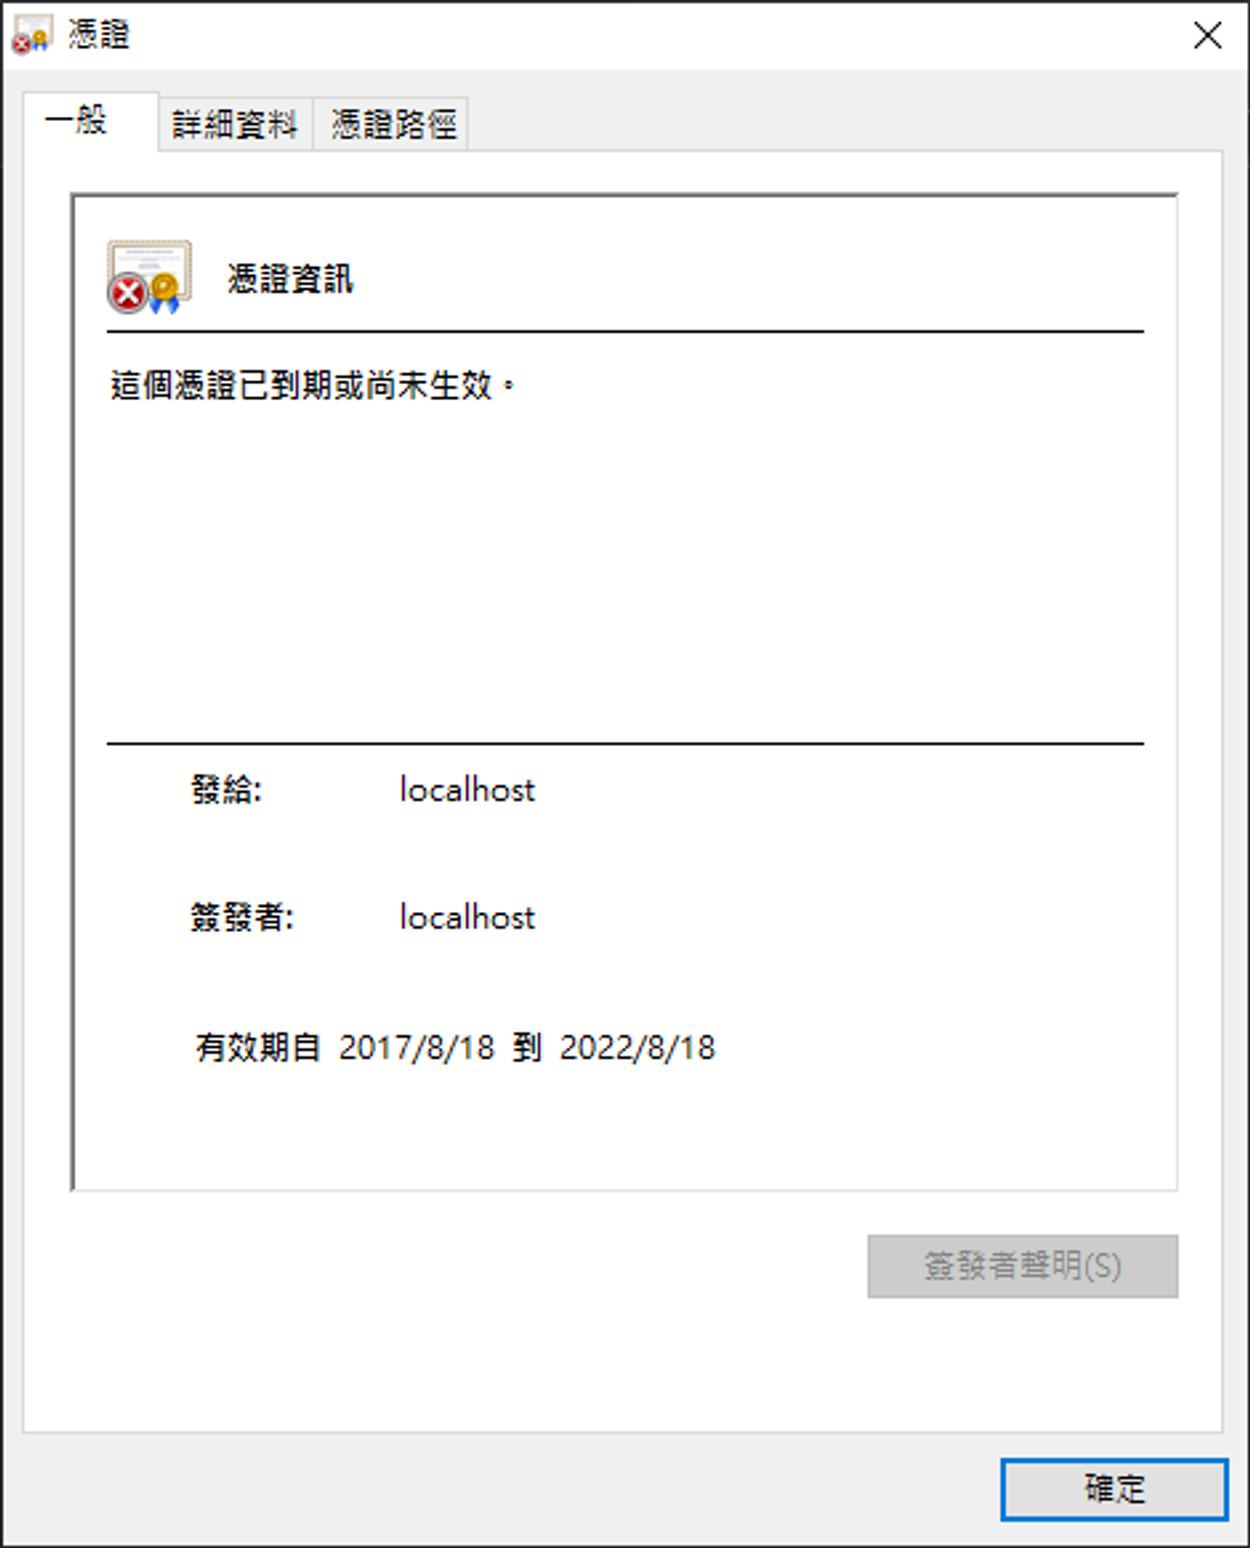 憑證
一般 詳細資料 憑證路徑
憑證資訊
這個憑證已到期或尚未生效。
發給: localhost
簽發者: localhost
有效期自 2017/8/18 到 2022/8/18
簽發者聲明(S)
確定